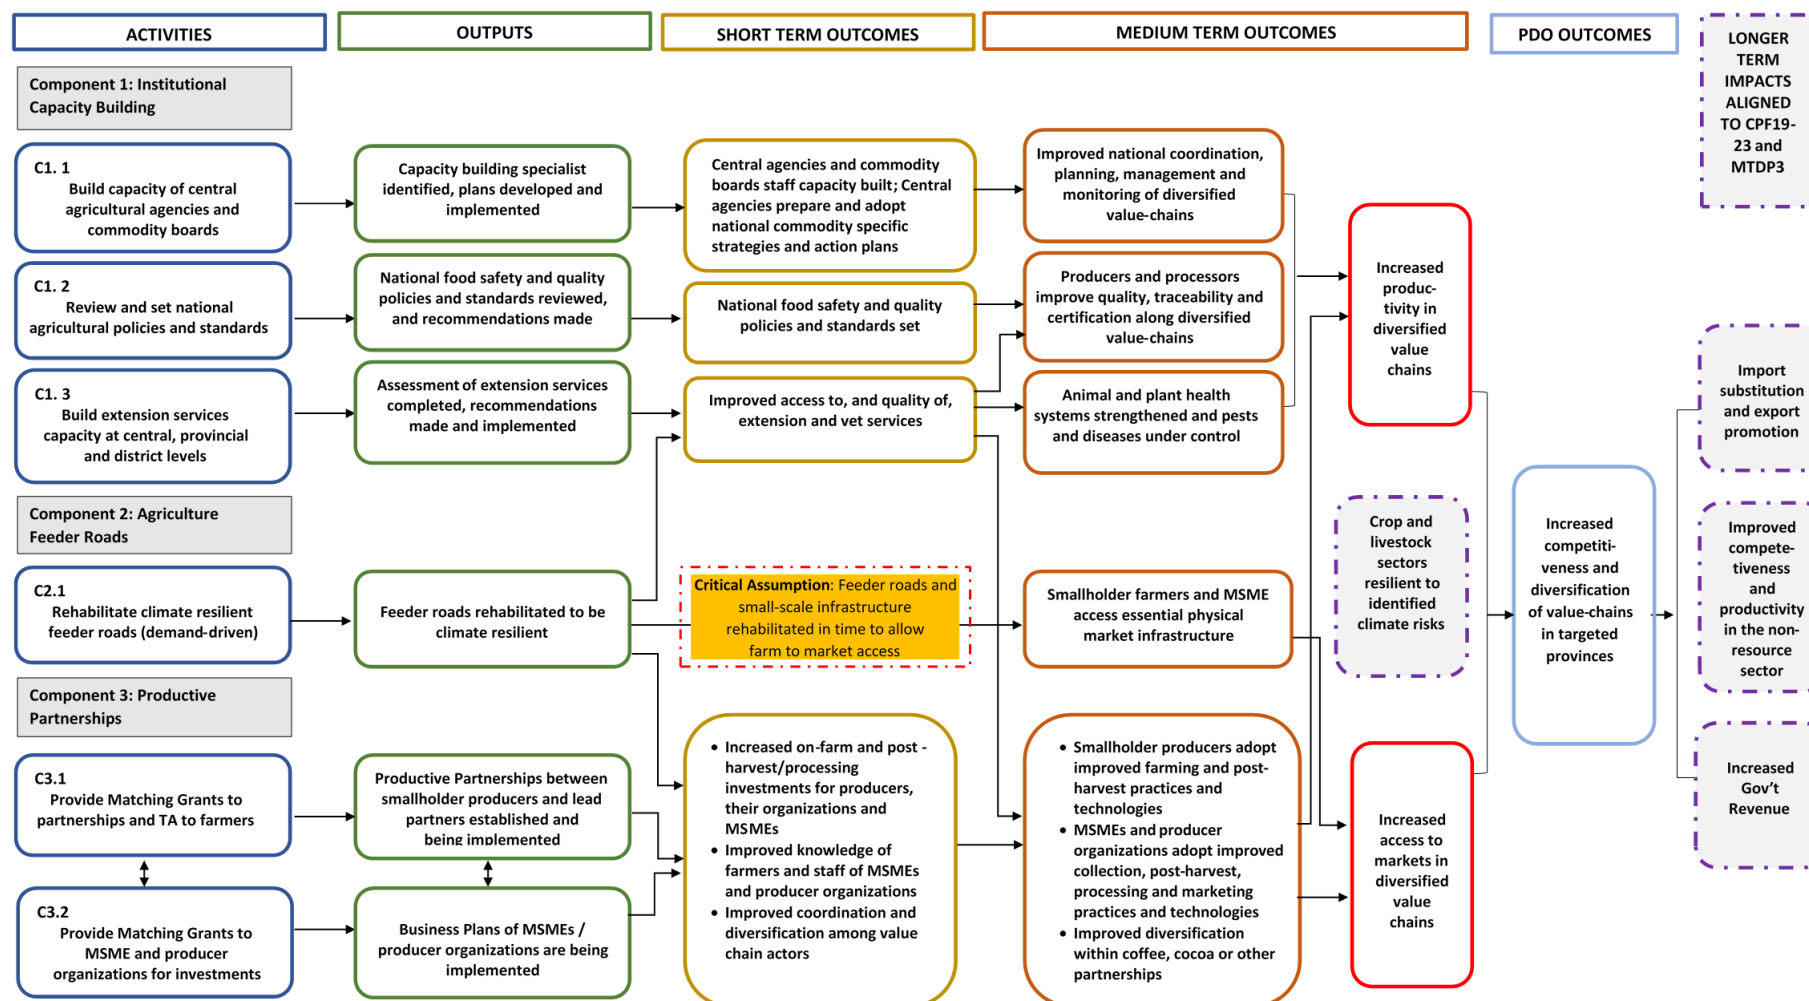 ACTIVITIES
OUTPUTS
SHORT TERM OUTCOMES
MEDIUM TERM OUTCOMES
PDO OUTCOMES
LONGER
TERM
IMPACTS
ALIGNED
TO CPF19-
23 and
MTDP3
Component 1: Institutional
Capacity Building
C1. 1
Build capacity of central
agricultural agencies and
commodity boards
Capacity building specialist
identified, plans developed and
implemented
Central agencies and commodity
boards staff capacity built; Central
agencies prepare and adopt
national commodity specific
strategies and action plans
Improved national coordination,
planning, management and
monitoring of diversified
value-chains
C1. 2
Review and set national
agricultural policies and standards
National food safety and quality
policies and standards reviewed,
and recommendations made
National food safety and quality
policies and standards set
Producers and processors
improve quality, traceability and
certification along diversified
value-chains
C1. 3
Build extension services
capacity at central, provincial
and district levels
Assessment of extension services
completed, recommendations
made and implemented
Improved access to, and quality of,
extension and vet services
Animal and plant health
systems strengthened and pests
and diseases under control
Increased
produc-
tivity in
diversified
value
chains
Component 2: Agriculture
Feeder Roads
C2.1
Rehabilitate climate resilient
feeder roads (demand-driven)
Feeder roads rehabilitated to be
climate resilient
Critical Assumption: Feeder roads and
small-scale infrastructure
rehabilitated in time to allow
farm to market access
Smallholder farmers and MSME
access essential physical
market infrastructure
Crop and
livestock
sectors
resilient to
identified
climate risks
Increased
competiti-
veness and
diversification
of value-chains
in targeted
provinces
Import
substitution
and export
promotion
Improved
compete-
tiveness
and
productivity
in the non-
resource
sector
Increased
Gov't
Revenue
Component 3: Productive
Partnerships
C3.1
Provide Matching Grants to
partnerships and TA to farmers
Productive Partnerships between
smallholder producers and lead
partners established and
being implemented
C3.2
Provide Matching Grants to
MSME and producer
organizations for investments
Business Plans of MSMEs /
producer organizations are being
implemented
• Increased on-farm and post -
harvest/processing
investments for producers,
their organizations and
MSMEs
• Improved knowledge of
farmers and staff of MSMEs
and producer organizations
• Improved coordination and
diversification among value
chain actors
• Smallholder producers adopt
improved farming and post-
harvest practices and
technologies
• MSMEs and producer
organizations adopt improved
collection, post-harvest,
processing and marketing
practices and technologies
• Improved diversification
within coffee, cocoa or other
partnerships
Increased
access to
markets in
diversified
value
chains